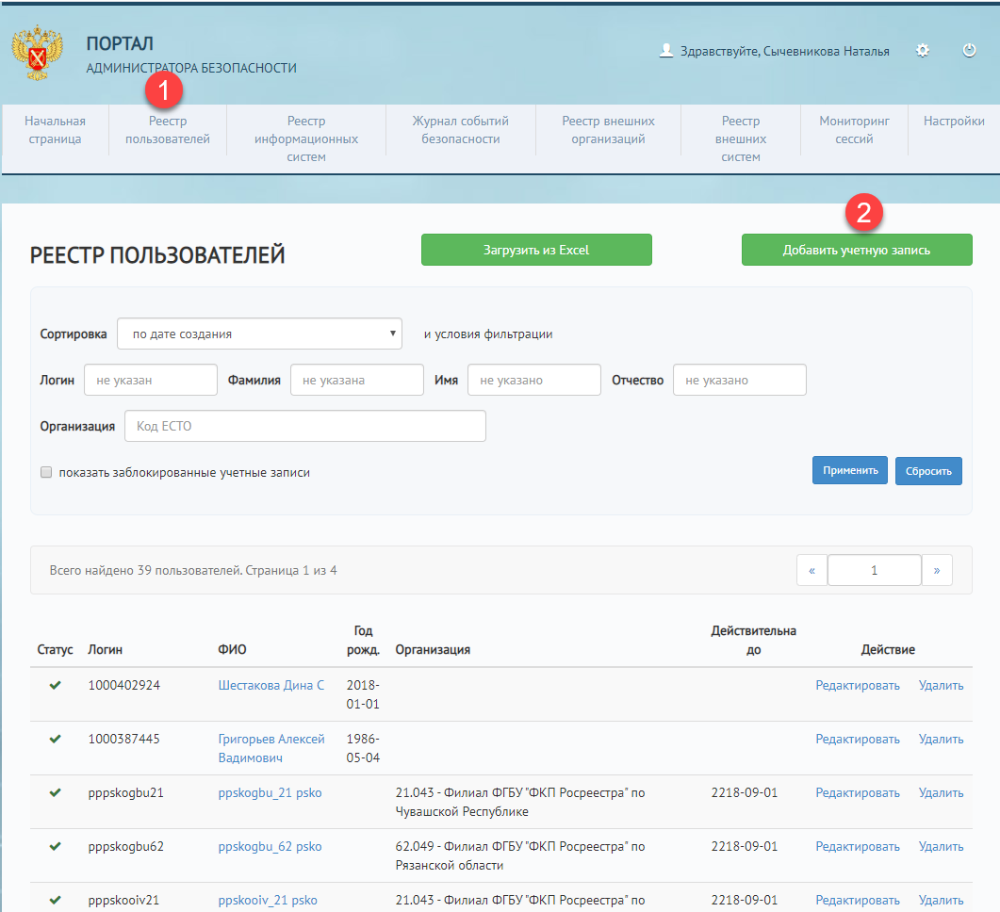 ПОРТАЛ
АДМИНИСТРАТОРА БЕЗОПАСНОСТИ
Здравствуйте, Сычевникова Наталья
1
Начальная
страница
Реестр
пользователей
Реестр
информационных
систем
Журнал событий
безопасности
Реестр внешних
организаций
Реестр
внешних
систем
Мониторинг
сессий
Настройки
2
РЕЕСТР ПОЛЬЗОВАТЕЛЕЙ
Загрузить из Excel
Добавить учетную запись
Сортировка по дате создания и условия фильтрации
Логин не указан Фамилия не указана Имя не указано Отчество не указано
Организация Код ЕСТО
показать заблокированные учетные записи
Применить Сбросить
Всего найдено 39 пользователей. Страница 1 из 4
« 1 »
Статус Логин ФИО Год рожд. Организация Действительна до Действие
1000402924 Шестакова Дина С 2018-01-01 Редактировать Удалить
1000387445 Григорьев Алексей Вадимович 1986-05-04 Редактировать Удалить
pppskogbu21 ppskogbu_21 psko 21.043 - Филиал ФГБУ "ФКП Росреестра" по 2218-09-01 Редактировать Удалить
Чувашской Республике
pppskogbu62 ppskogbu_62 psko 62.049 - Филиал ФГБУ "ФКП Росреестра" по 2218-09-01 Редактировать Удалить
Рязанской области
pppskooiv21 ppskooiv_21 psko 21.043 - Филиал ФГБУ "ФКП Росреестра" по 2218-09-01 Редактировать Удалить